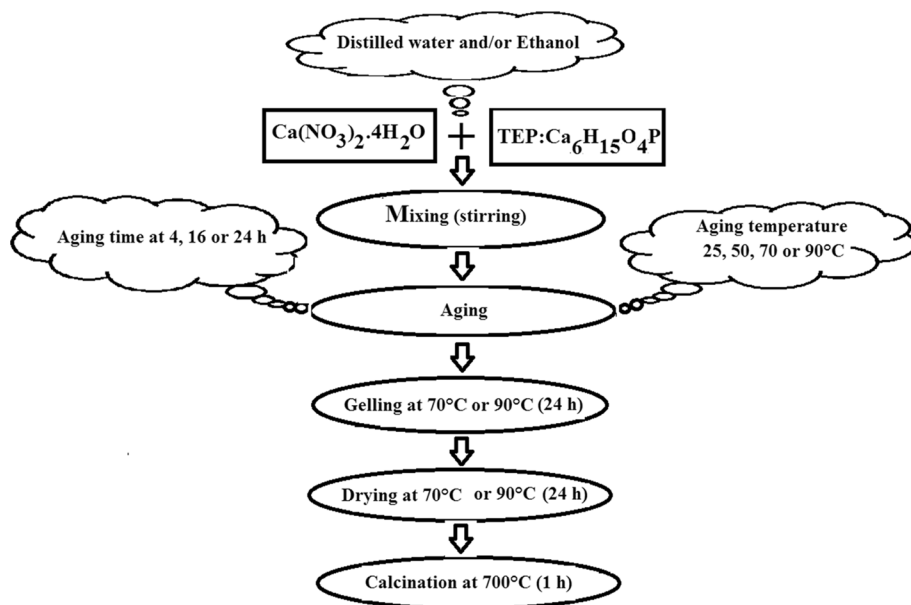 Distilled water and/or Ethanol
Ca(NO3)2.4H2O
+
TEP:Ca6H15O4P
Mixing (stirring)
Aging time at 4, 16 or 24 h
Aging temperature
25, 50, 70 or 90°C
Aging
Gelling at 70°C or 90°C (24 h)
Drying at 70°C or 90°C (24 h)
Calcination at 700°C (1 h)